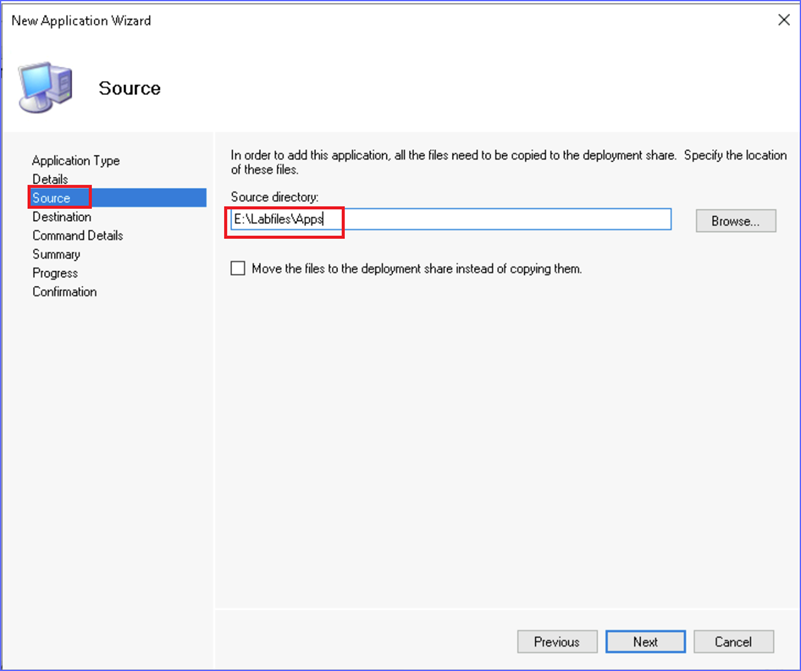 New Application Wizard
Source
Application Type
Details
Source
Destination
Command Details
Summary
Progress
Confirmation
In order to add this application, all the files need to be copied to the deployment share.  Specify the location
of these files.
Source directory:
E:\Labfiles\Apps
Browse...
Move the files to the deployment share instead of copying them.
Previous
Next
Cancel